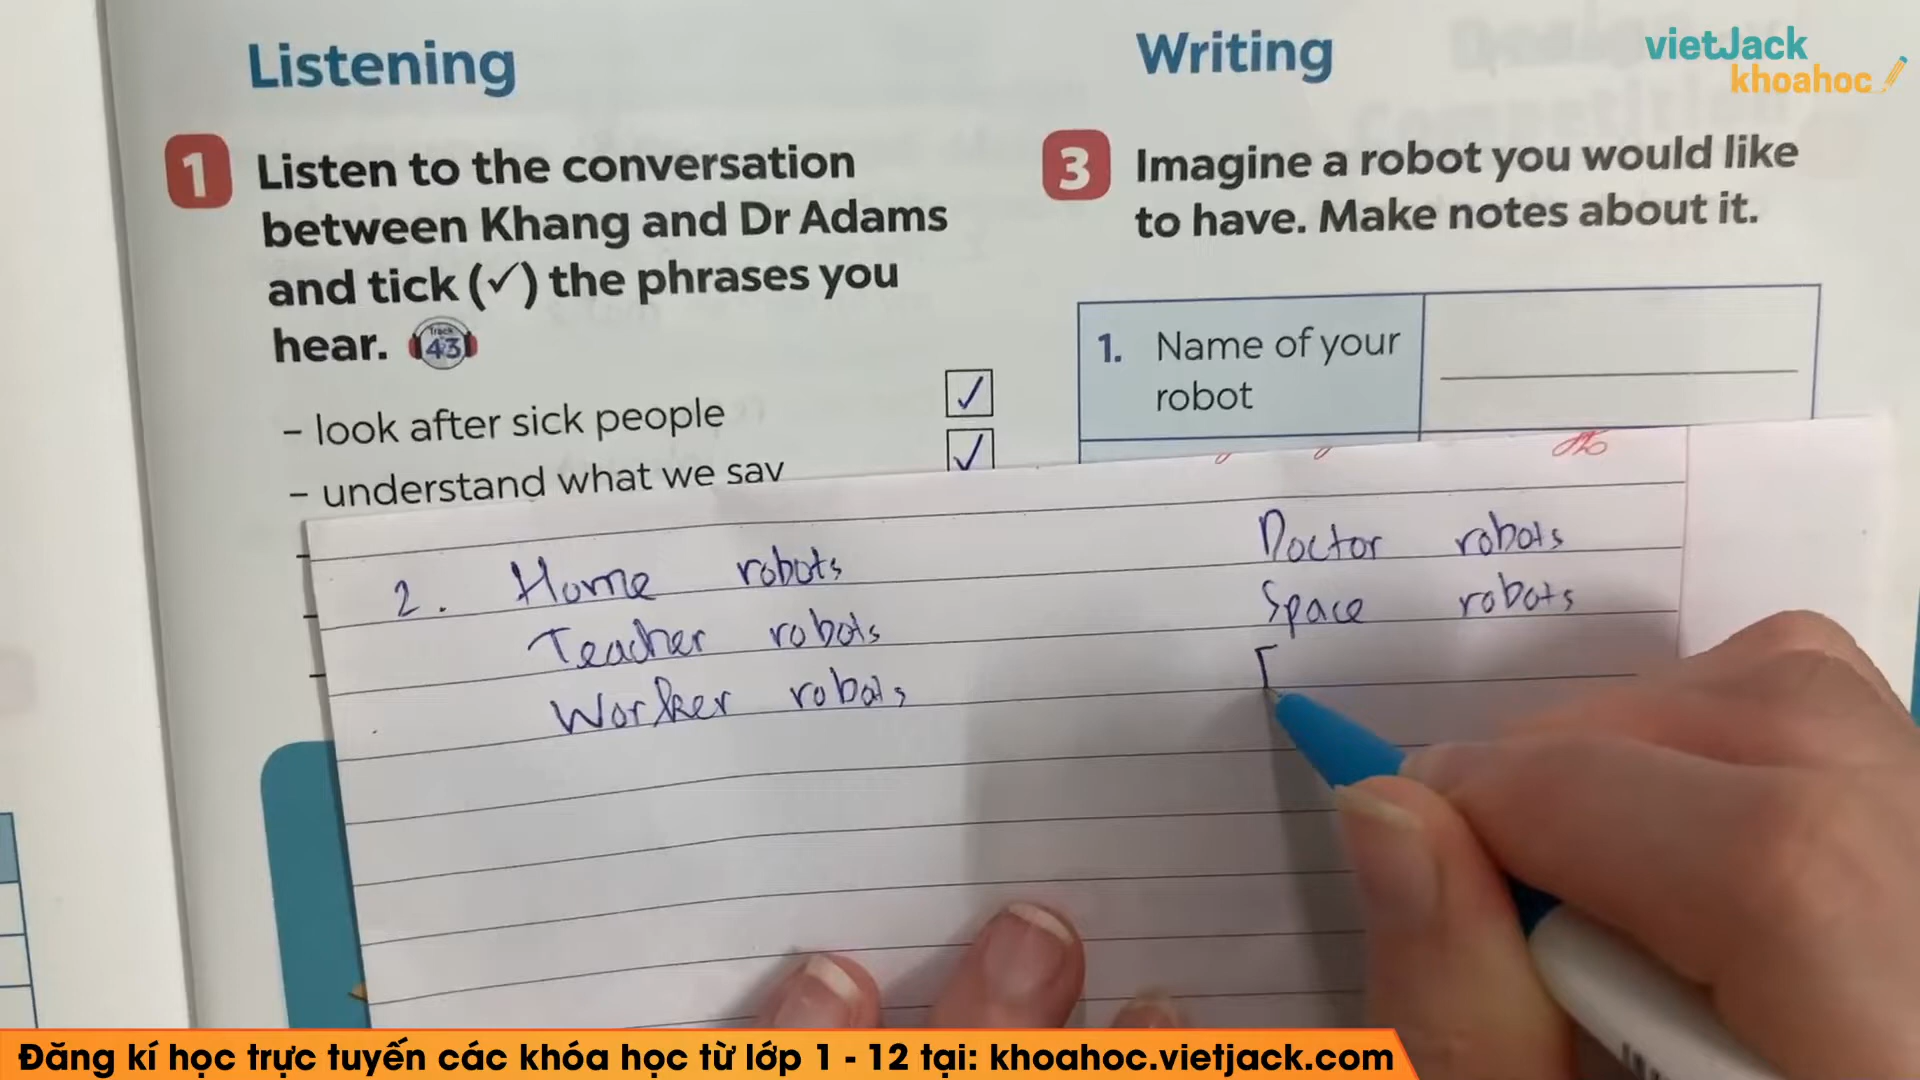 Listening
1 Listen to the conversation
between Khang and Dr Adams
and tick (✓) the phrases you
hear. Track 43
– look after sick people ✓
– understand what we say ✓
Writing
vietJack
khoahoc
3 Imagine a robot you would like
to have. Make notes about it.
1. Name of your
robot
2. Home robots
Teacher robots
Worker robots
Doctor robots
Space robots
Đăng kí học trực tuyến các khóa học từ lớp 1 - 12 tại: khoahoc.vietjack.com